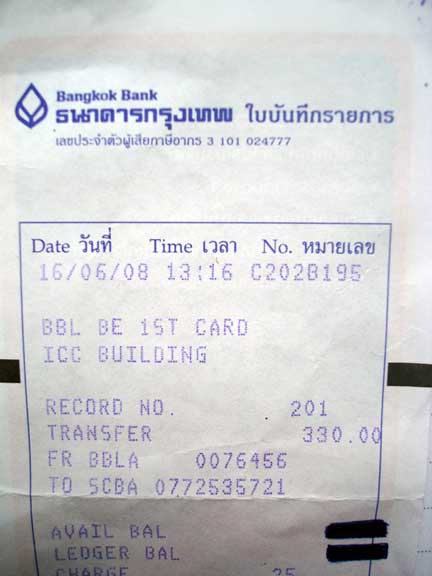 Bangkok Bank
ธนาคารกรุงเทพ ใบบันทึกรายการ
เลขประจำตัวผู้เสียภาษีอากร 3 101 024777
Date วันที่ Time เวลา No. หมายเลข
16/06/08 13:16 C202B195
BBL BE 1ST CARD
ICC BUILDING
RECORD NO. 201
TRANSFER 330.00
FR BBLA 0076456
TO SCBA 0772535721
AVAIL BAL
LEDGER BAL
CHARGE 25